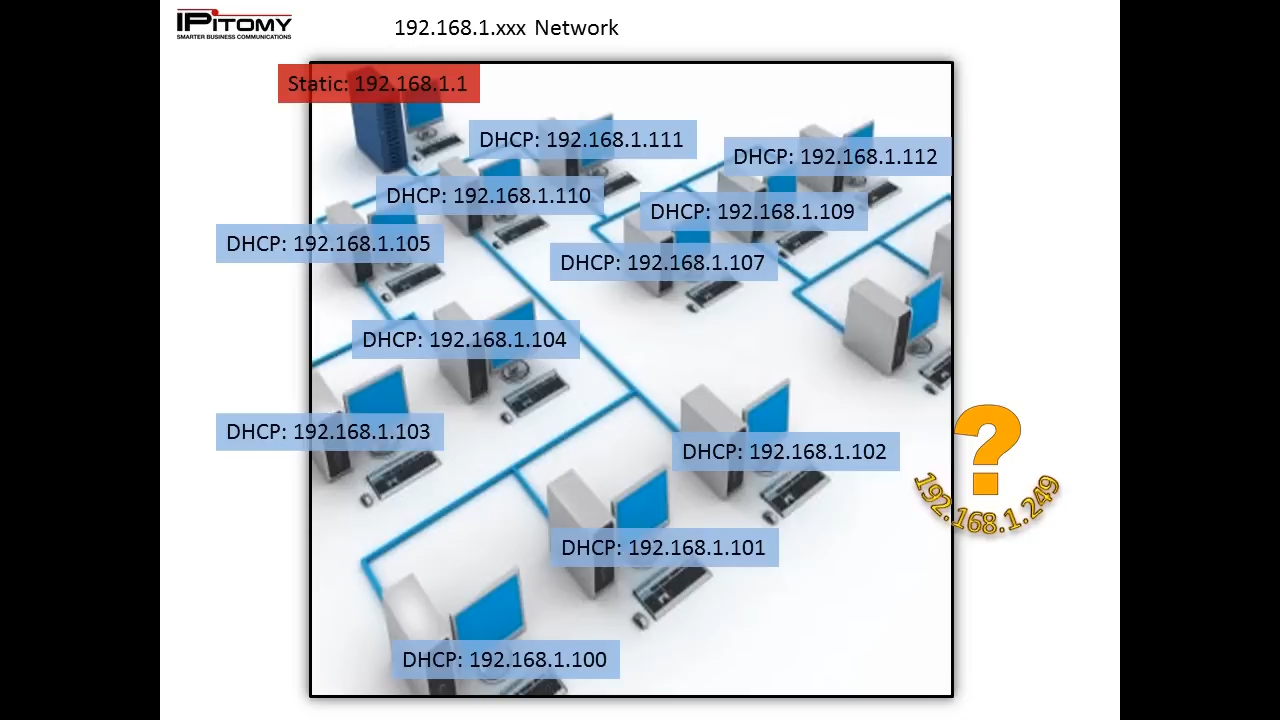 IPITOMY
SMARTER BUSINESS COMMUNICATIONS
192.168.1.xxx Network
Static: 192.168.1.1
DHCP: 192.168.1.111
DHCP: 192.168.1.112
DHCP: 192.168.1.110
DHCP: 192.168.1.109
DHCP: 192.168.1.105
DHCP: 192.168.1.107
DHCP: 192.168.1.104
DHCP: 192.168.1.103
DHCP: 192.168.1.102
?
192.168.1.249
DHCP: 192.168.1.101
DHCP: 192.168.1.100